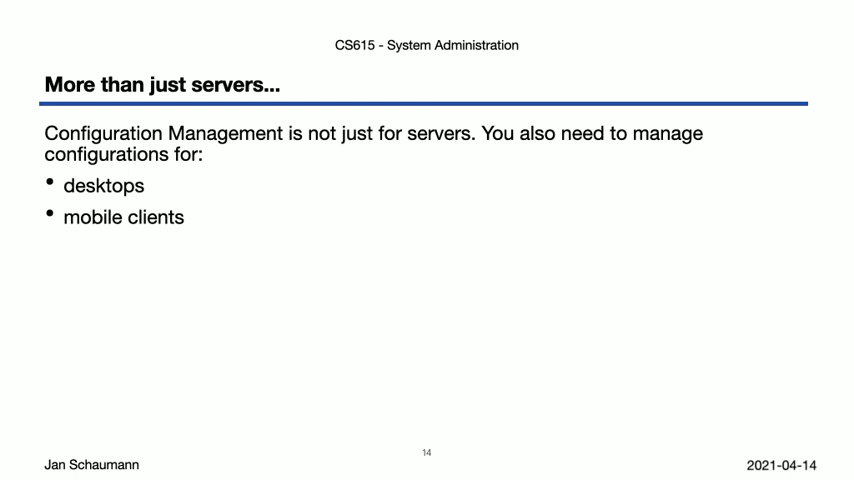 CS615 - System Administration
More than just servers...
Configuration Management is not just for servers. You also need to manage
configurations for:
• desktops
• mobile clients
14
Jan Schaumann
2021-04-14